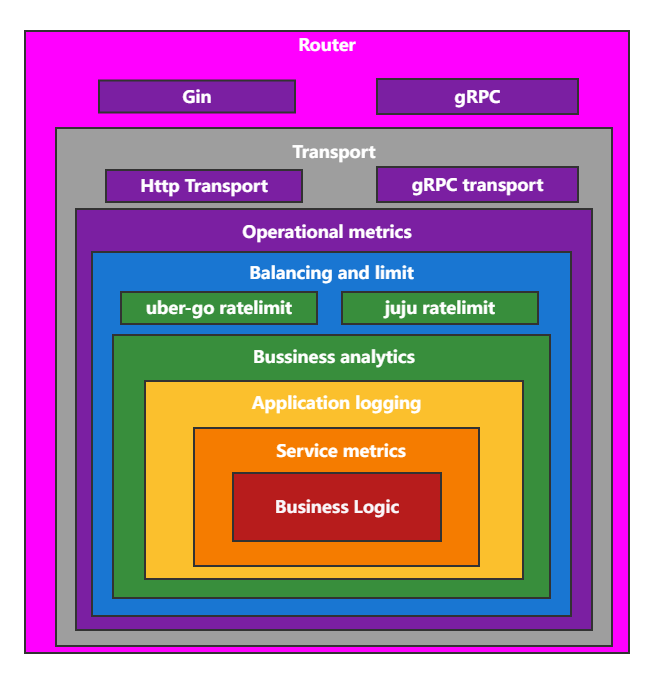 Router
Gin
gRPC
Transport
Http Transport
gRPC transport
Operational metrics
Balancing and limit
uber-go ratelimit
juju ratelimit
Bussiness analytics
Application logging
Service metrics
Business Logic